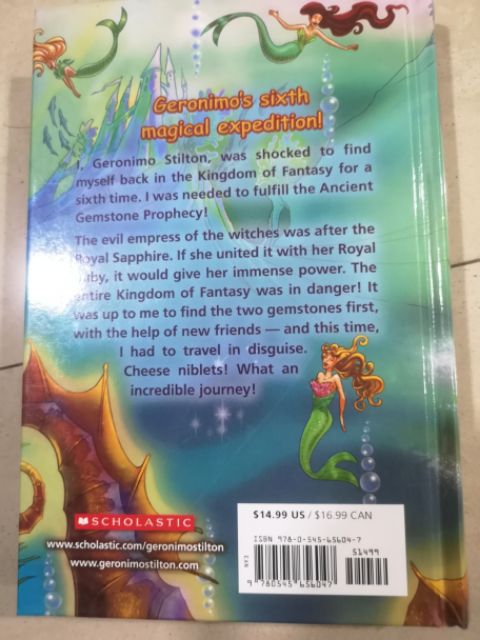 Geronimo's sixth
magical expedition!
I, Geronimo Stilton, was shocked to find
myself back in the Kingdom of Fantasy for a
sixth time. I was needed to fulfill the Ancient
Gemstone Prophecy!
The evil empress of the witches was after the
Royal Sapphire. If she united it with her Royal
Ruby, it would give her immense power. The
entire Kingdom of Fantasy was in danger! It
was up to me to find the two gemstones first,
with the help of new friends — and this time,
I had to travel in disguise.
Cheese niblets! What an
incredible journey!
SCHOLASTIC
www.scholastic.com/geronimostilton
www.geronimostilton.com
$14.99 US / $16.99 CAN
ISBN 978-0-545-65604-7
51499
EAN
9 780545 656047